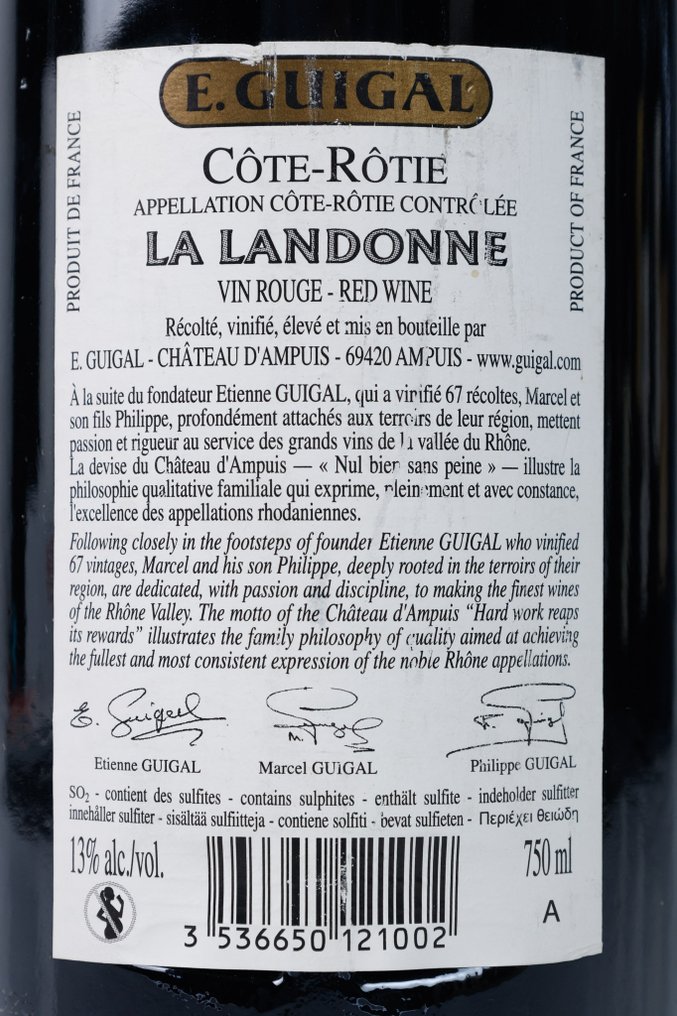 E. GUIGAL
CÔTE-RÔTIE
APPELLATION CÔTE-RÔTIE CONTRÔLÉE
LA LANDONNE
VIN ROUGE - RED WINE
PRODUIT DE FRANCE
PRODUCT OF FRANCE
Récolté, vinifié, élevé et mis en bouteille par
E. GUIGAL - CHÂTEAU D'AMPUIS - 69420 AMPUIS - www.guigal.com
À la suite du fondateur Etienne GUIGAL, qui a vinifié 67 récoltes, Marcel et
son fils Philippe, profondément attachés aux terroirs de leur région, mettent
passion et rigueur au service des grands vins de la vallée du Rhône.
La devise du Château d'Ampuis — « Nul bien sans peine » — illustre la
philosophie qualitative familiale qui exprime, pleinement et avec constance,
l'excellence des appellations rhodaniennes.
Following closely in the footsteps of founder Etienne GUIGAL who vinified
67 vintages, Marcel and his son Philippe, deeply rooted in the terroirs of their
region, are dedicated, with passion and discipline, to making the finest wines
of the Rhône Valley. The motto of the Château d'Ampuis “Hard work reaps
its rewards” illustrates the family philosophy of quality aimed at achieving
the fullest and most consistent expression of the noble Rhône appellations.
E. Guigal
Etienne GUIGAL
Marcel GUIGAL
Philippe GUIGAL
SO₂ - contient des sulfites - contains sulphites - enthält sulfite - indeholder sulfitter
innehåller sulfiter - sisältää sulfiitteja - contiene solfiti - bevat sulfieten - Περιέχει θειώδη
13% alc./vol.
750 ml
A
3 536650 121002